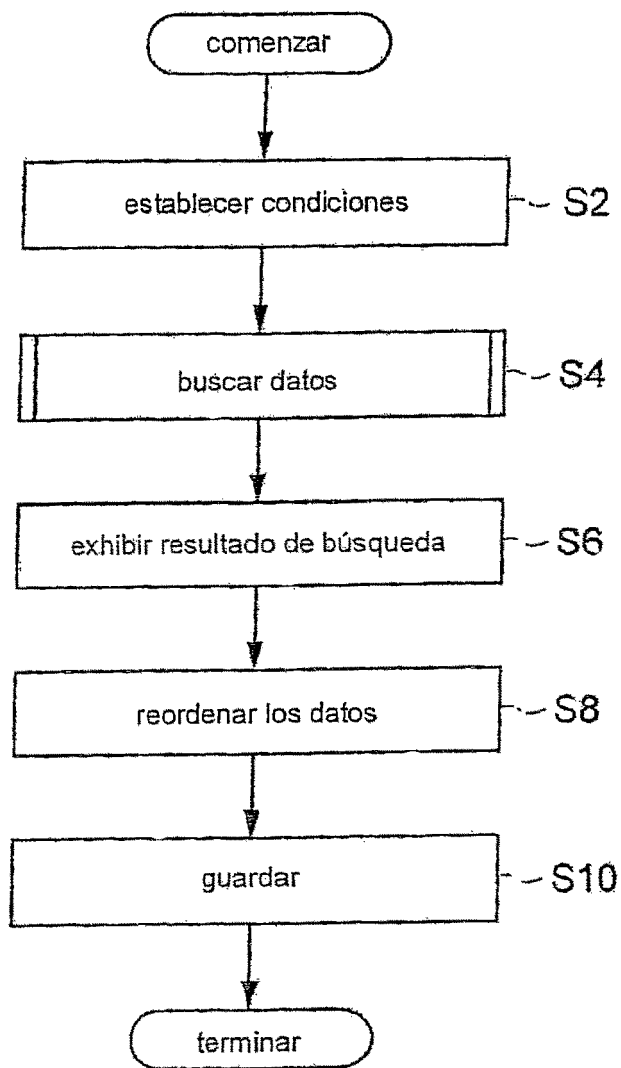 comenzar
establecer condiciones
S2
buscar datos
S4
exhibir resultado de búsqueda
S6
reordenar los datos
S8
guardar
S10
terminar